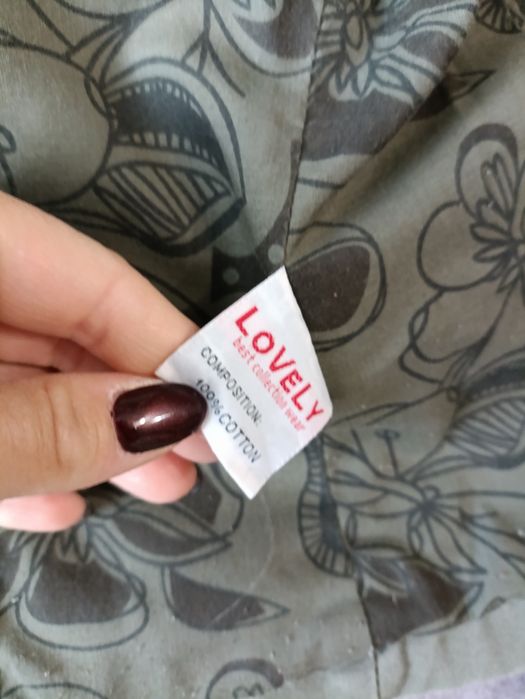 LOVELY
best collection wear
COMPOSITION:
100% COTTON